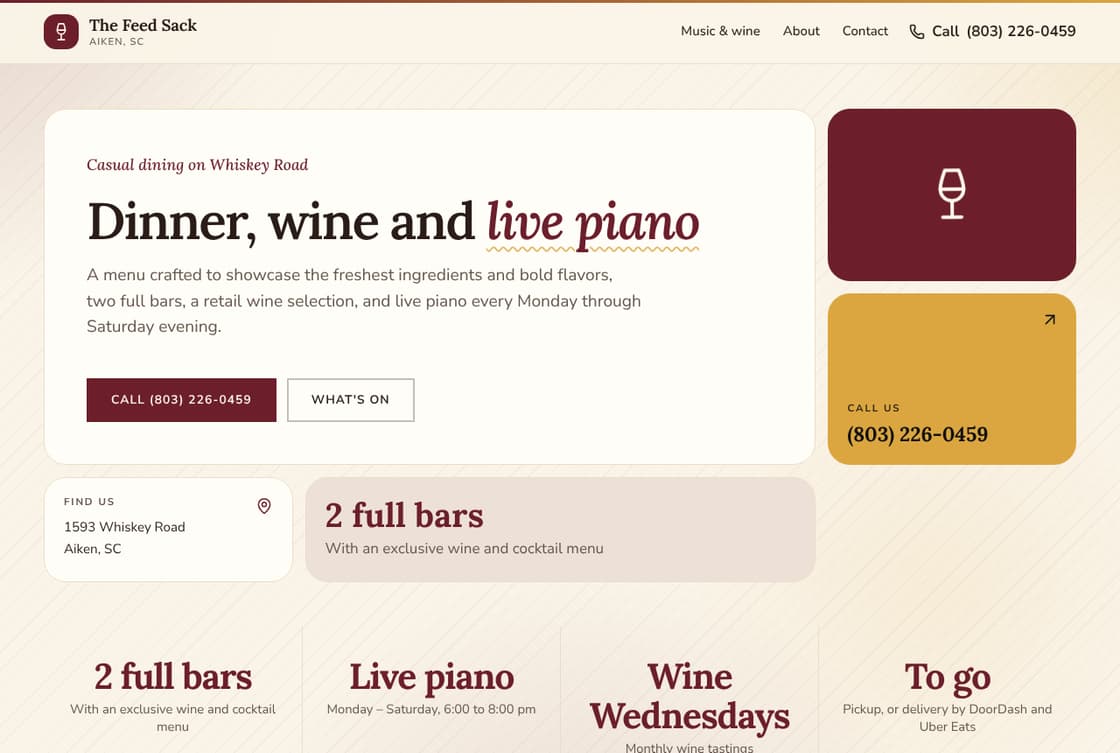 The Feed Sack
AIKEN, SC
Music & wine
About
Contact
Call (803) 226-0459
Casual dining on Whiskey Road
Dinner, wine and live piano
A menu crafted to showcase the freshest ingredients and bold flavors,
two full bars, a retail wine selection, and live piano every Monday through
Saturday evening.
CALL (803) 226-0459
WHAT'S ON
CALL US
(803) 226-0459
FIND US
1593 Whiskey Road
Aiken, SC
2 full bars
With an exclusive wine and cocktail menu
2 full bars
With an exclusive wine and cocktail
menu
Live piano
Monday – Saturday, 6:00 to 8:00 pm
Wine
Wednesdays
Monthly wine tastings
To go
Pickup, or delivery by DoorDash and
Uber Eats